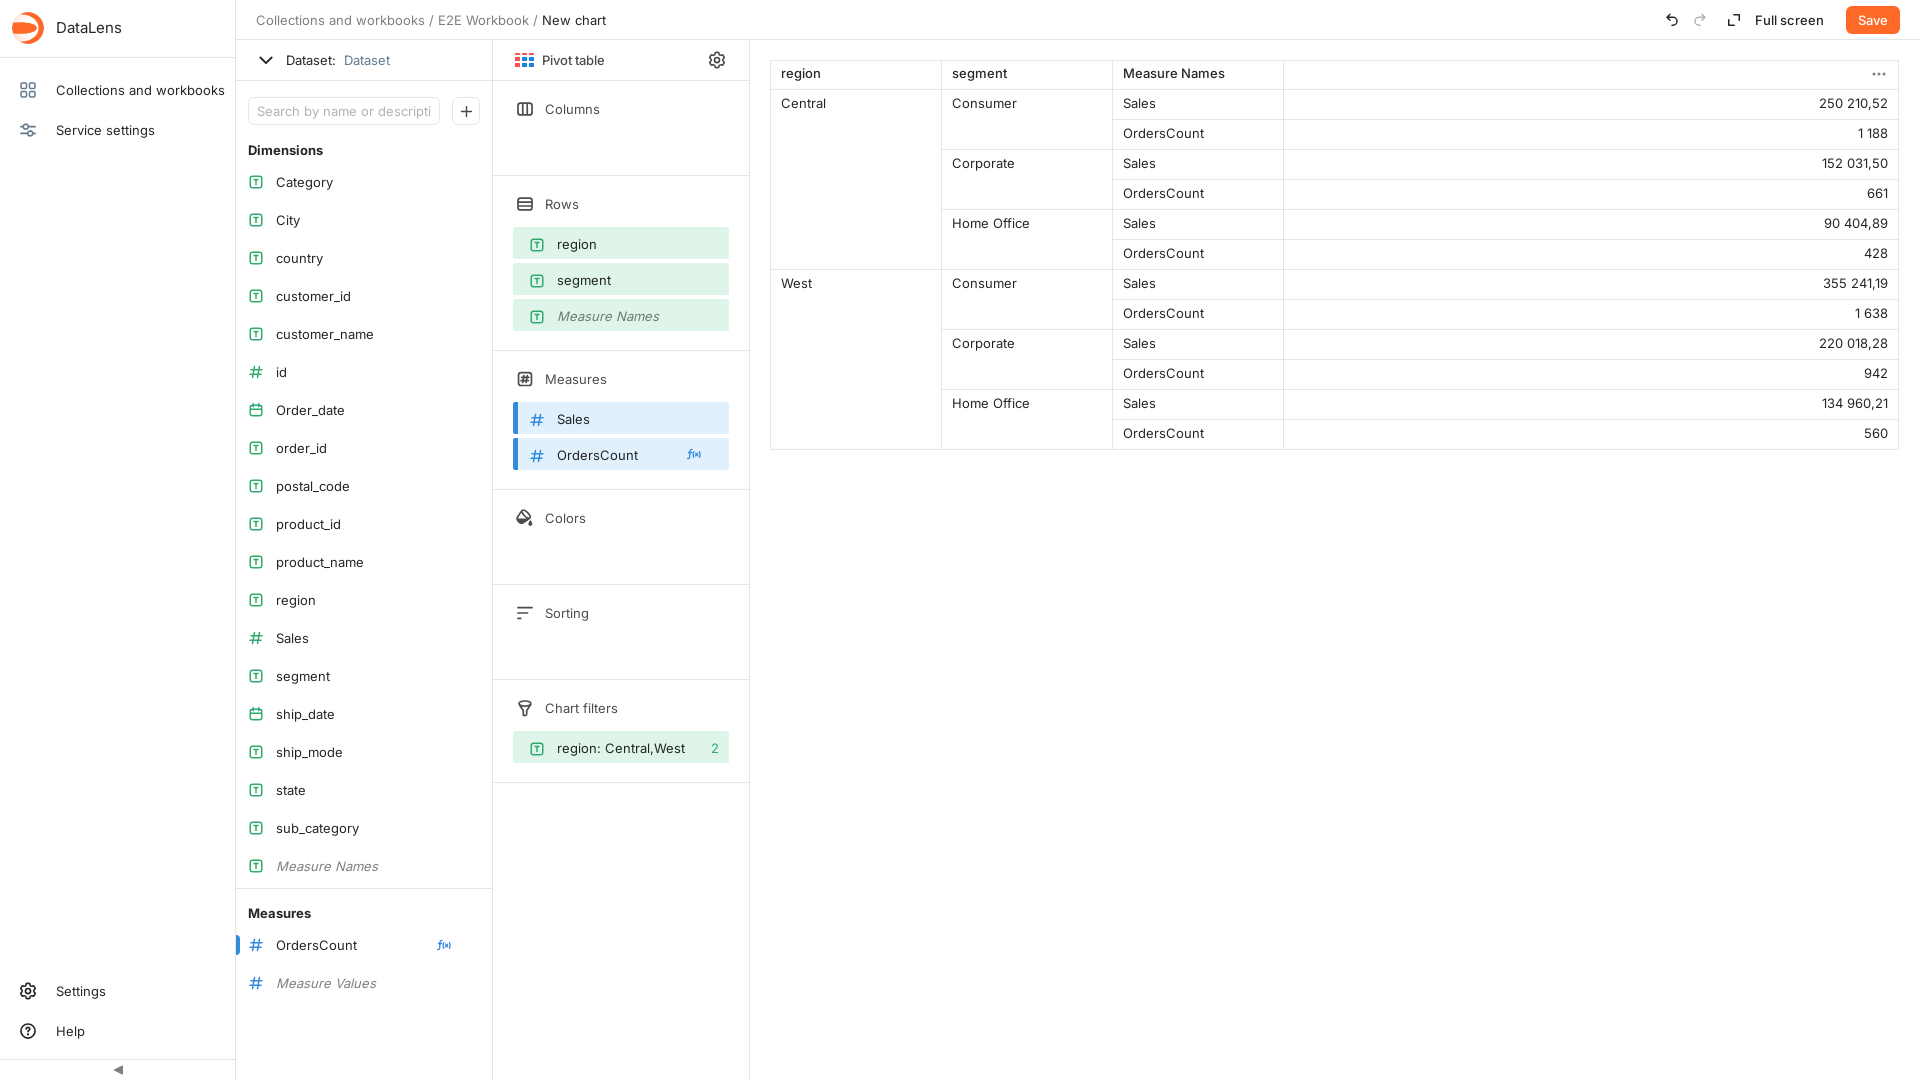 DataLens
Collections and workbooks
Service settings
Settings
Help
Collections and workbooks / E2E Workbook / New chart
Full screen
Save
Dataset: Dataset
Search by name or descripti
Dimensions
Category
City
country
customer_id
customer_name
id
Order_date
order_id
postal_code
product_id
product_name
region
Sales
segment
ship_date
ship_mode
state
sub_category
Measure Names
Measures
OrdersCount f(x)
Measure Values
Pivot table
Columns
Rows
region
segment
Measure Names
Measures
Sales
OrdersCount f(x)
Colors
Sorting
Chart filters
region: Central,West 2
region segment Measure Names
Central Consumer Sales 250 210,52
OrdersCount 1 188
Corporate Sales 152 031,50
OrdersCount 661
Home Office Sales 90 404,89
OrdersCount 428
West Consumer Sales 355 241,19
OrdersCount 1 638
Corporate Sales 220 018,28
OrdersCount 942
Home Office Sales 134 960,21
OrdersCount 560